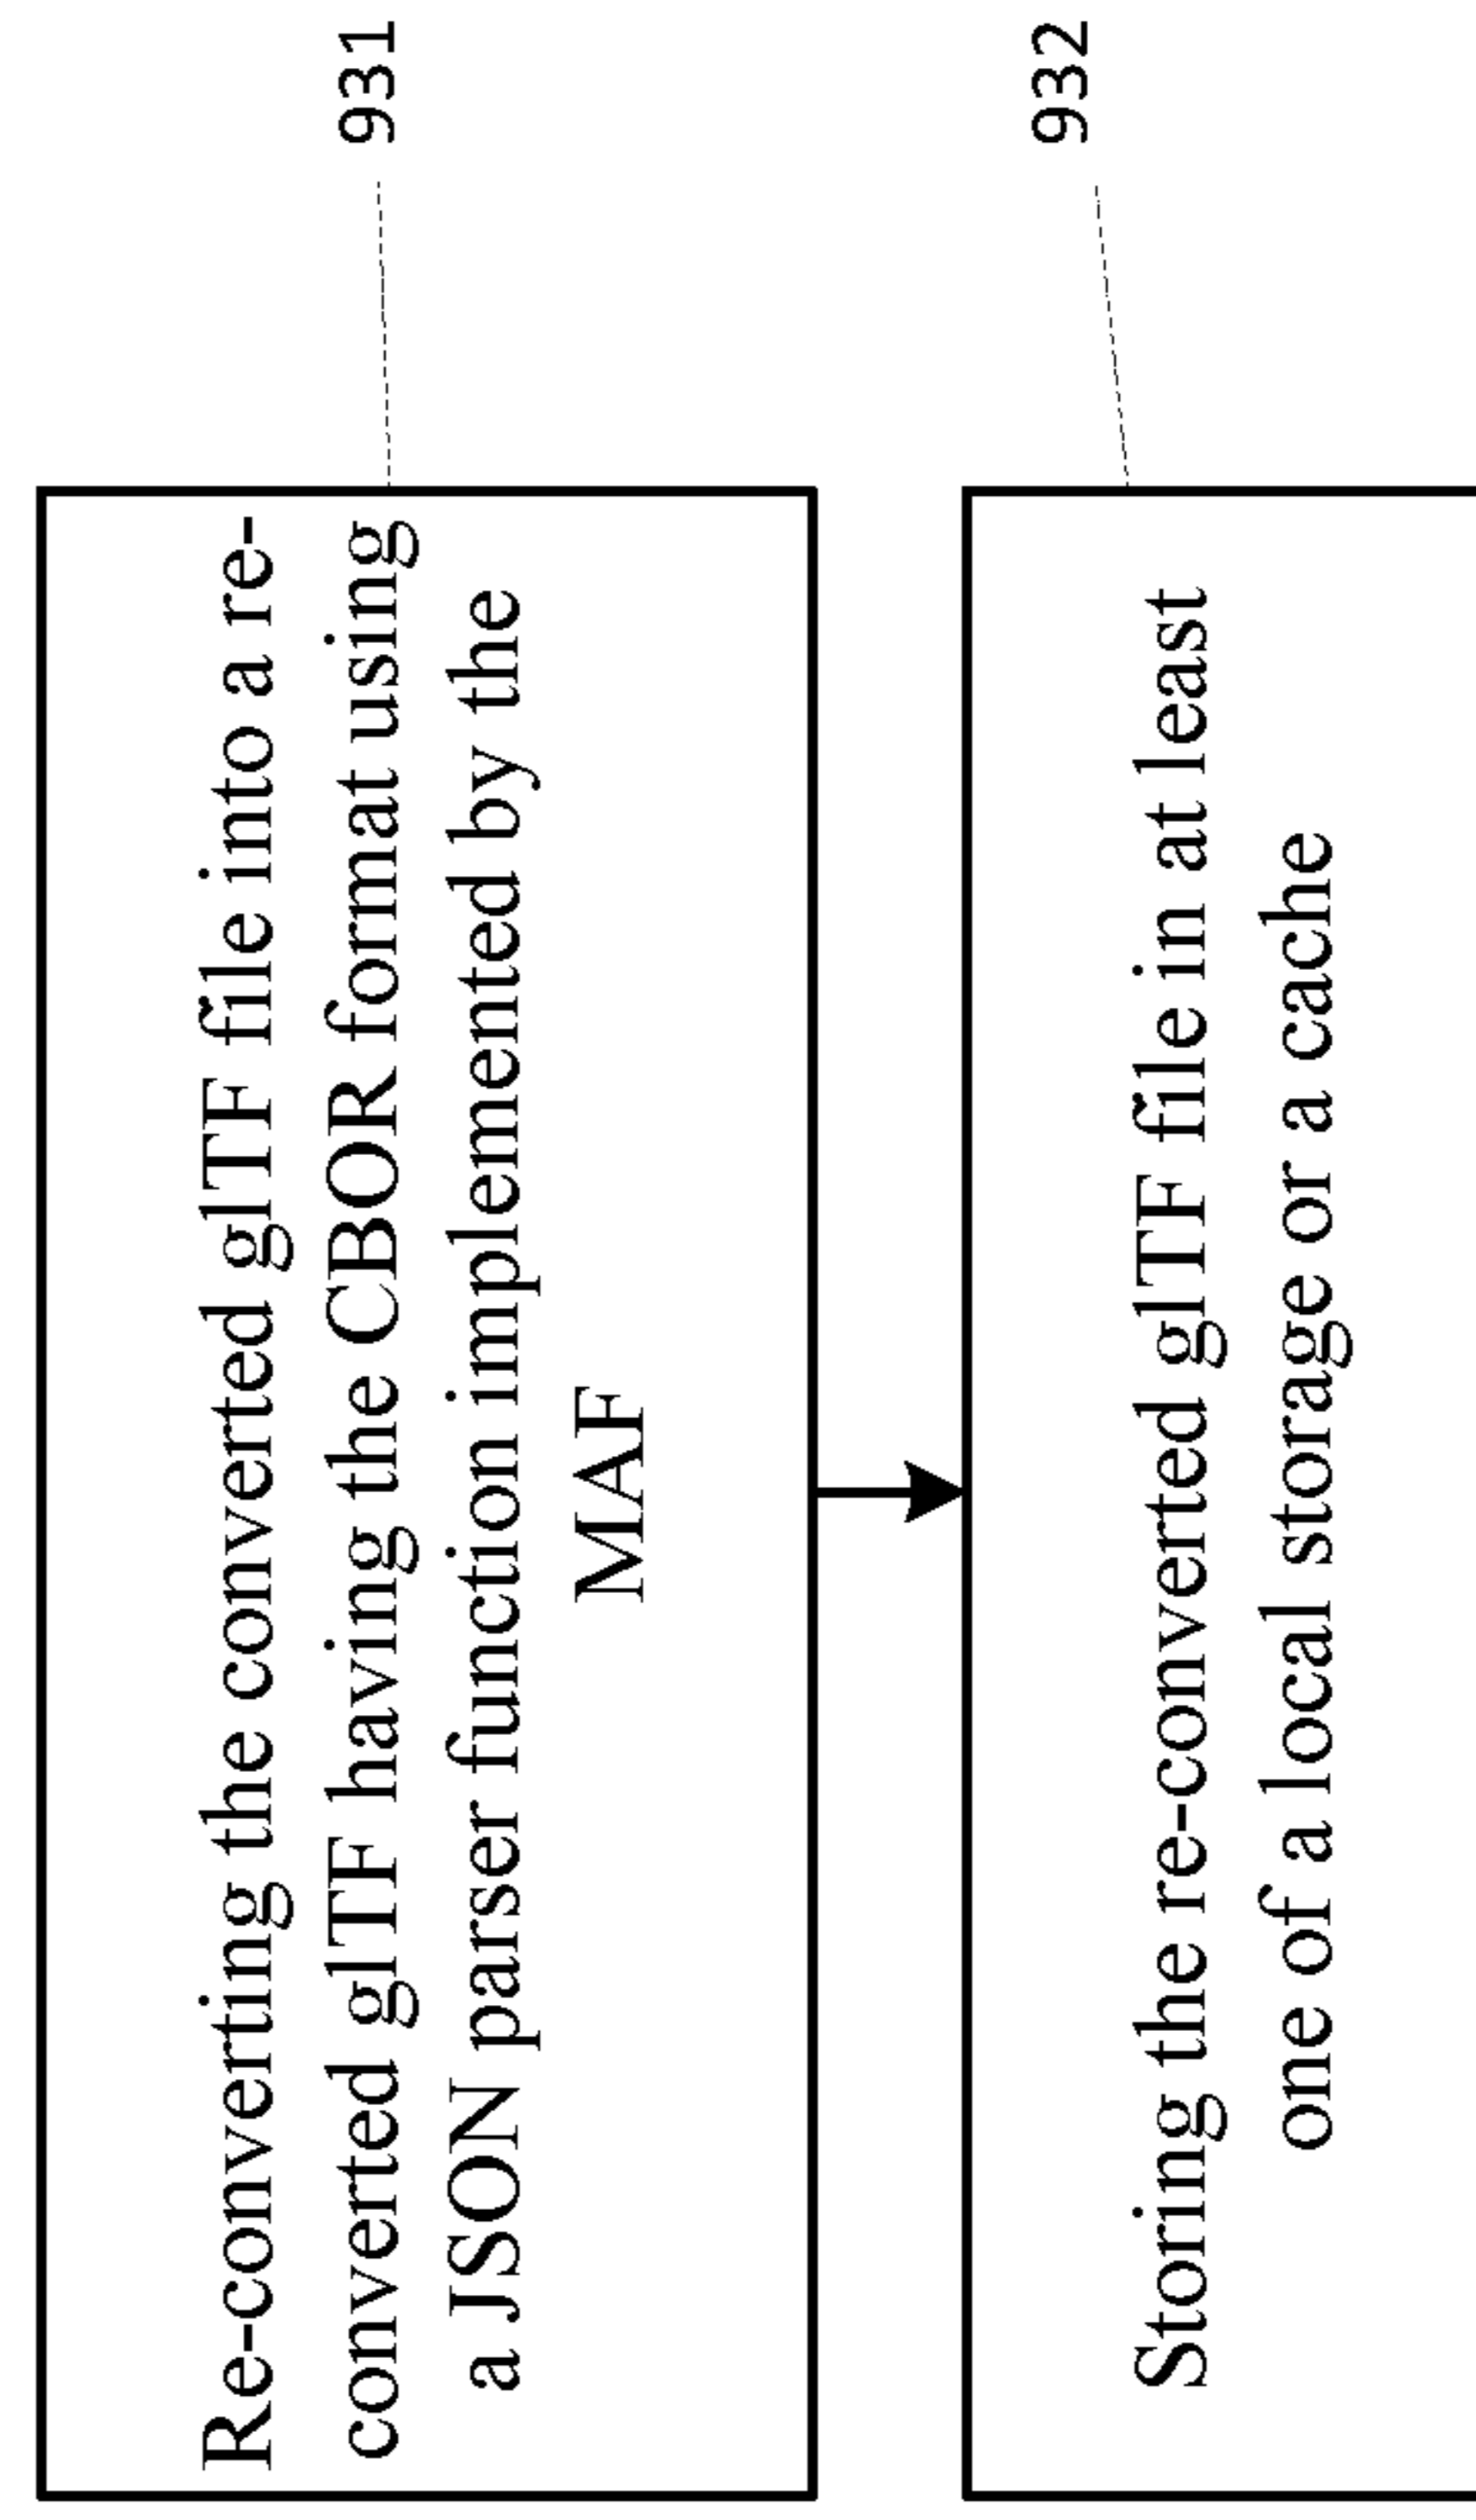 Re-converting the converted glTF file into a re-
converted glTF having the CBOR format using
a JSON parser function implemented by the
MAF
931
Storing the re-converted glTF file in at least
one of a local storage or a cache
932